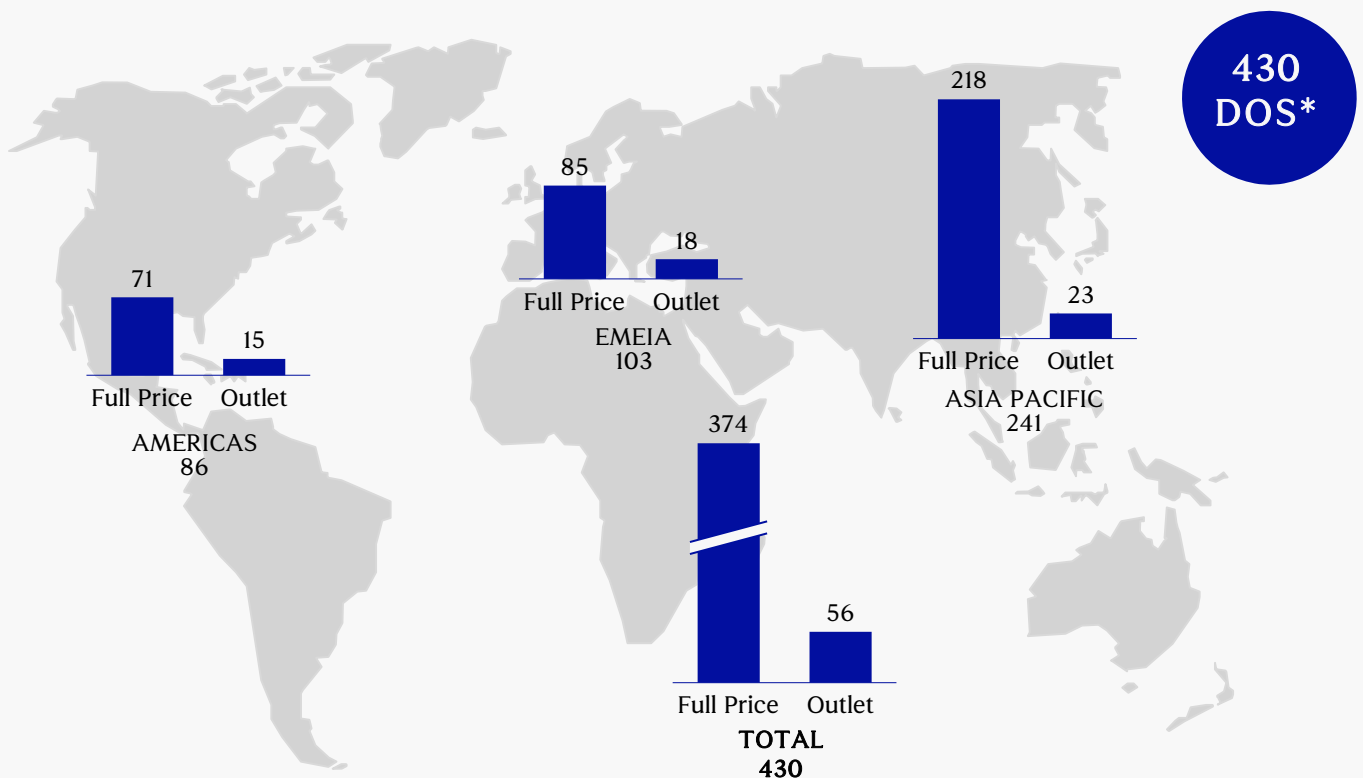 430
DOS*
218
85
18
23
71
15
Full Price Outlet
EMEIA
103
Full Price Outlet
ASIA PACIFIC
241
Full Price Outlet
AMERICAS
86
374
56
Full Price Outlet
TOTAL
430